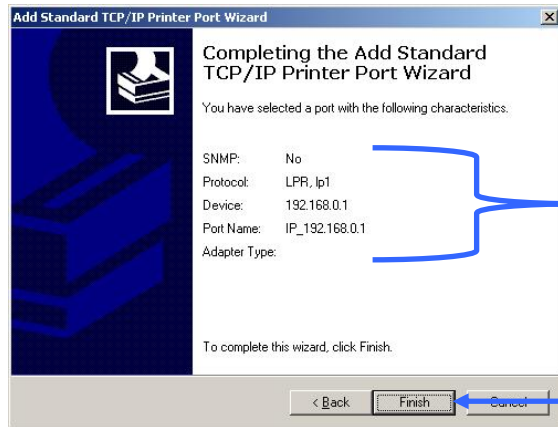 Add Standard TCP/IP Printer Port Wizard
Completing the Add Standard
TCP/IP Printer Port Wizard
You have selected a port with the following characteristics.
SNMP: No
Protocol: LPR, lp1
Device: 192.168.0.1
Port Name: IP_192.168.0.1
Adapter Type:
To complete this wizard, click Finish.
< Back Finish Cancel